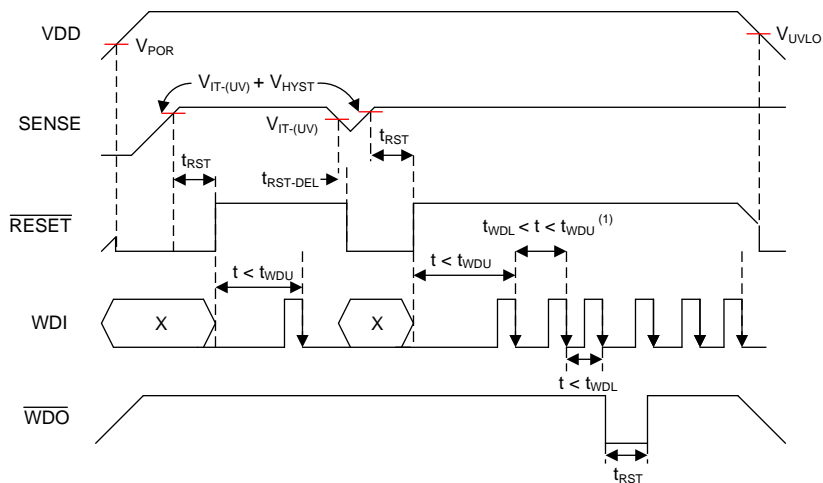 VDD
V_POR
V_UVLO
V_IT-(UV) + V_HYST
SENSE
V_IT-(UV)
t_RST
t_RST
t_RST-DEL
RESET
t_WDL < t < t_WDU (1)
t < t_WDU
t < t_WDU
WDI
X
X
t < t_WDL
WDO
t_RST